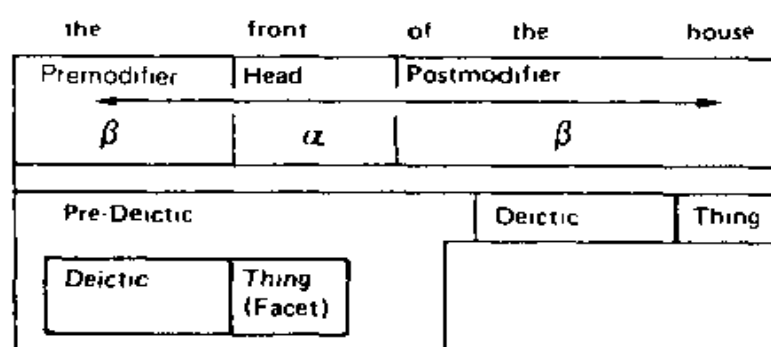 the front of the house
Premodifier Head Postmodifier
β α β
Pre-Deictic Deictic Thing
Deictic Thing
(Facet)